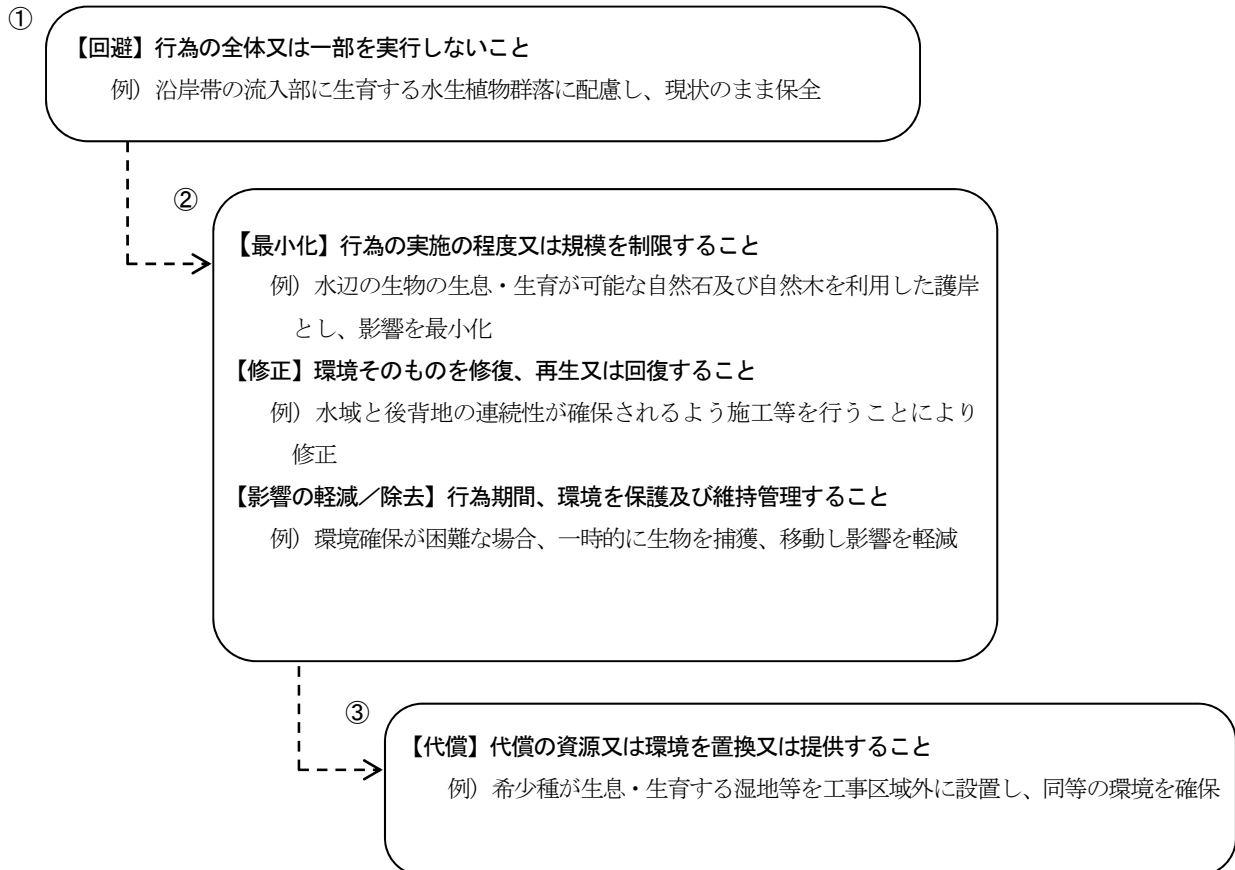 ①
【回避】行為の全体又は一部を実行しないこと
例）沿岸帯の流入部に生育する水生植物群落に配慮し、現状のまま保全
②
【最小化】行為の実施の程度又は規模を制限すること
例）水辺の生物の生息・生育が可能な自然石及び自然木を利用した護岸
とし、影響を最小化
【修正】環境そのものを修復、再生又は回復すること
例）水域と後背地の連続性が確保されるよう施工等を行うことにより
修正
【影響の軽減／除去】行為期間、環境を保護及び維持管理すること
例）環境確保が困難な場合、一時的に生物を捕獲、移動し影響を軽減
③
【代償】代償の資源又は環境を置換又は提供すること
例）希少種が生息・生育する湿地等を工事区域外に設置し、同等の環境を確保